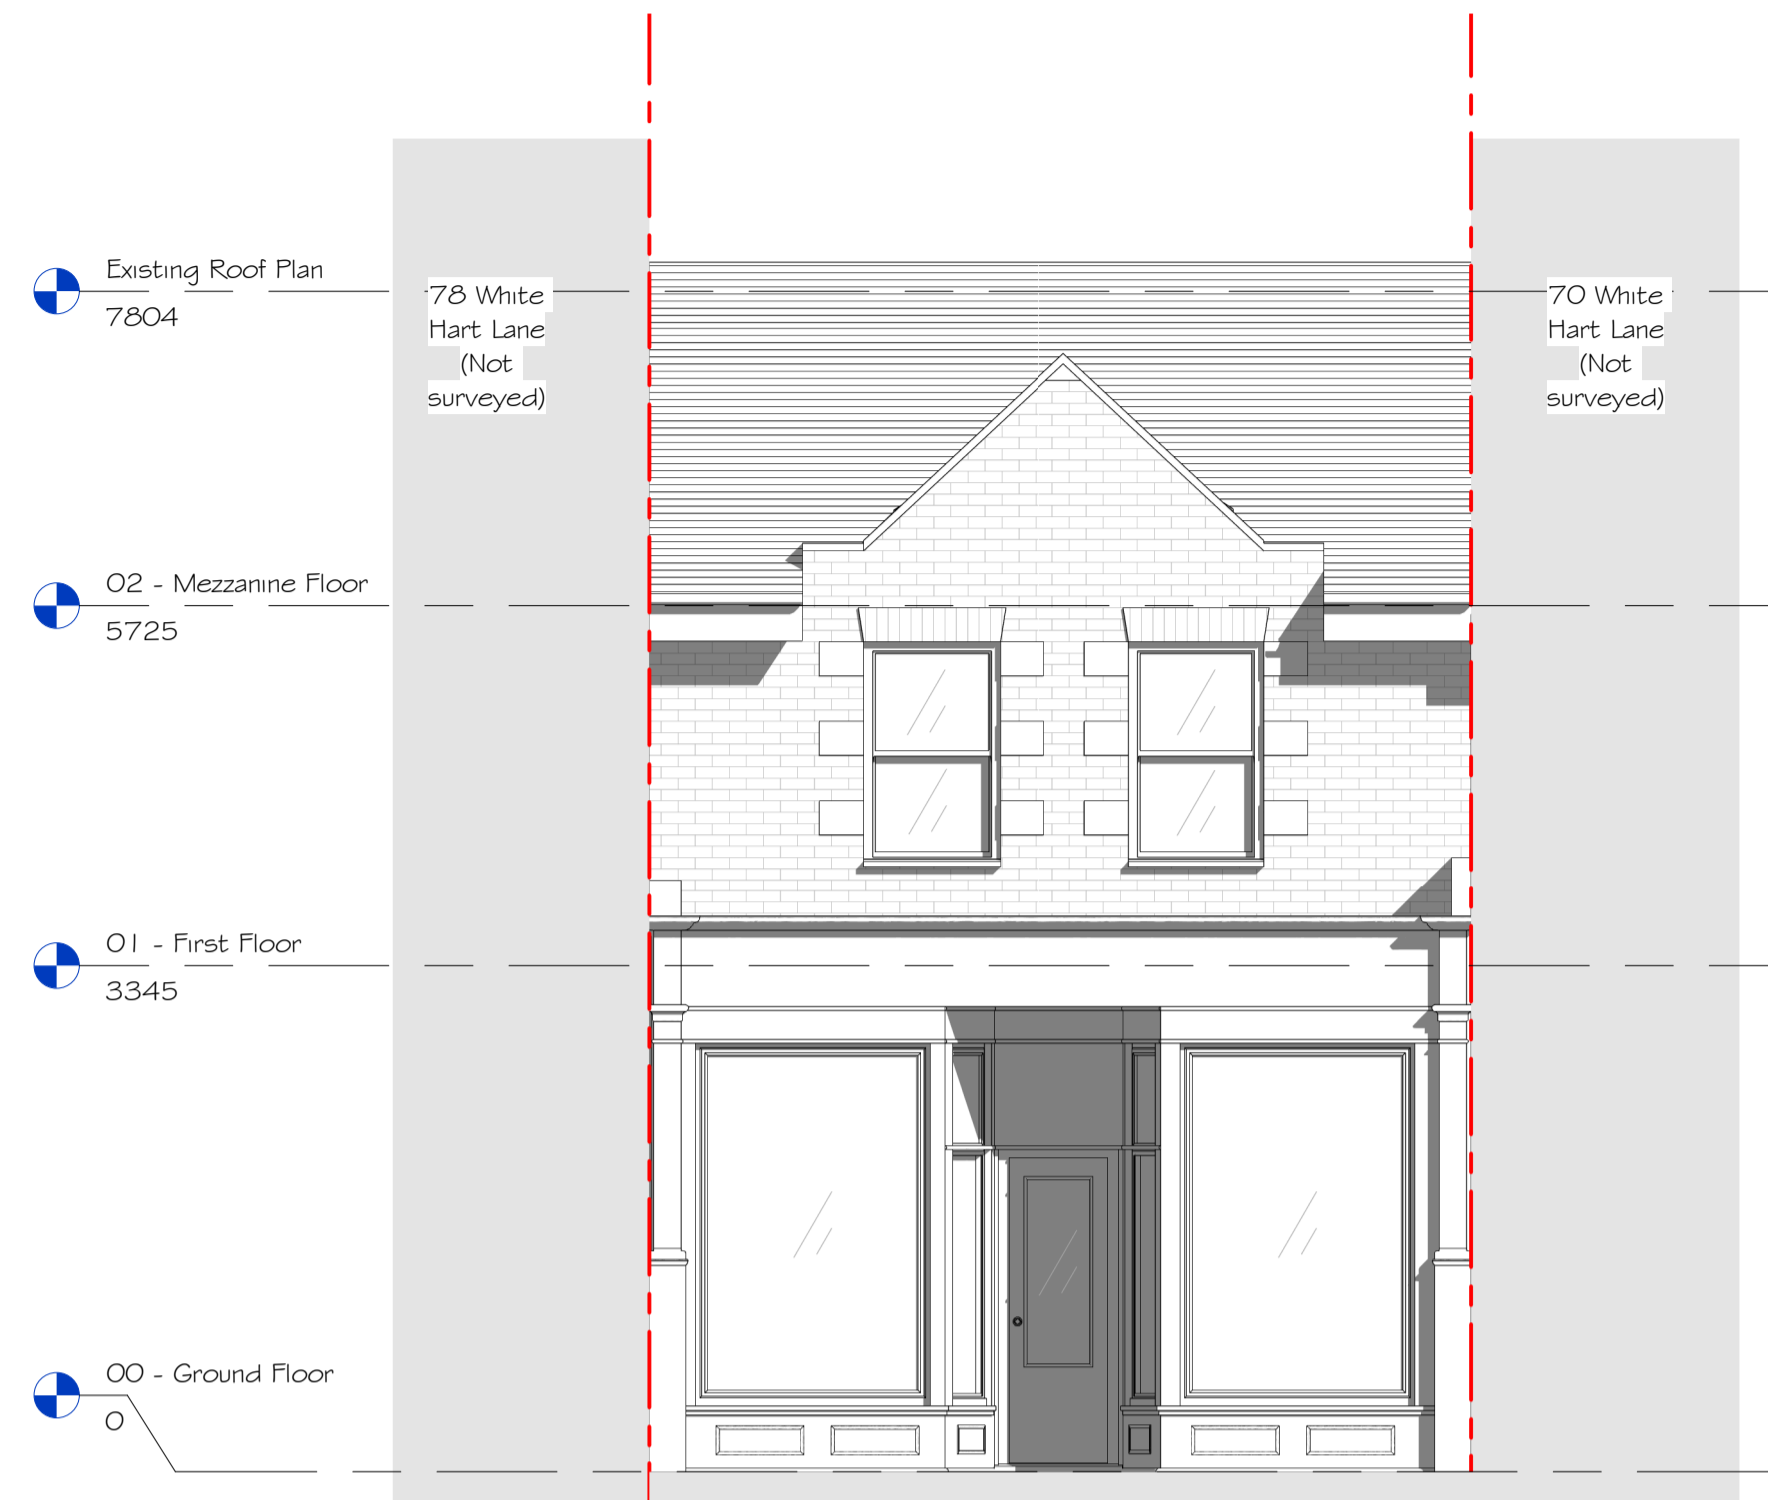 Existing Roof Plan
7804
78 White
Hart Lane
(Not
surveyed)
70 White
Hart Lane
(Not
surveyed)
02 - Mezzanine Floor
5725
01 - First Floor
3345
00 - Ground Floor
0